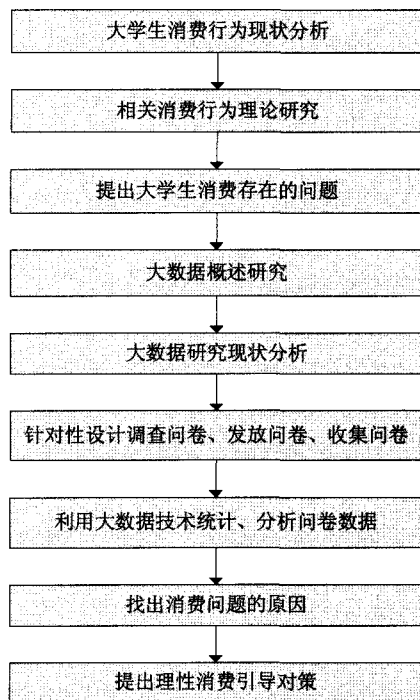 大学生消费行为现状分析
相关消费行为理论研究
提出大学生消费存在的问题
大数据概述研究
大数据研究现状分析
针对性设计调查问卷、发放问卷、收集问卷
利用大数据技术统计、分析问卷数据
找出消费问题的原因
提出理性消费引导对策